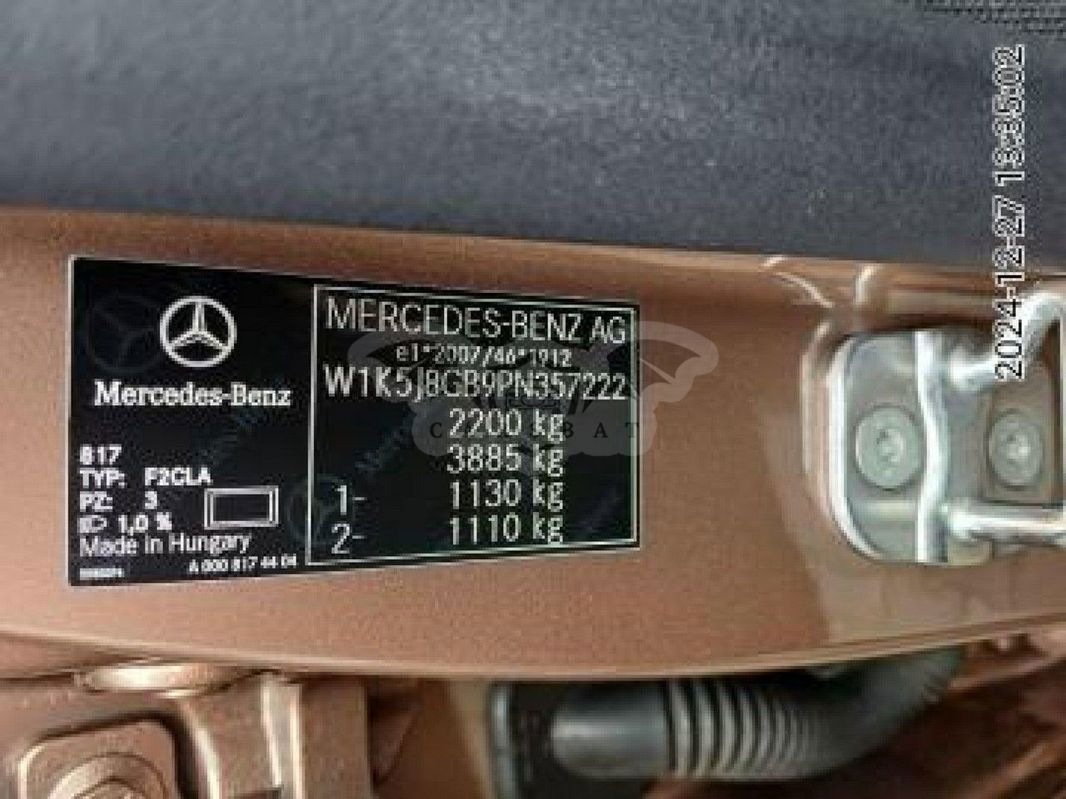 2024-12-27 13:35:02
Mercedes-Benz
817
TYP: F2CLA
PZ: 3
1,0 %
Made in Hungary
A 000 817 44 04
MERCEDES-BENZ AG
e1*2007/46*1912
W1K5J8GB9PN357222
2200 kg
3885 kg
1- 1130 kg
2- 1110 kg